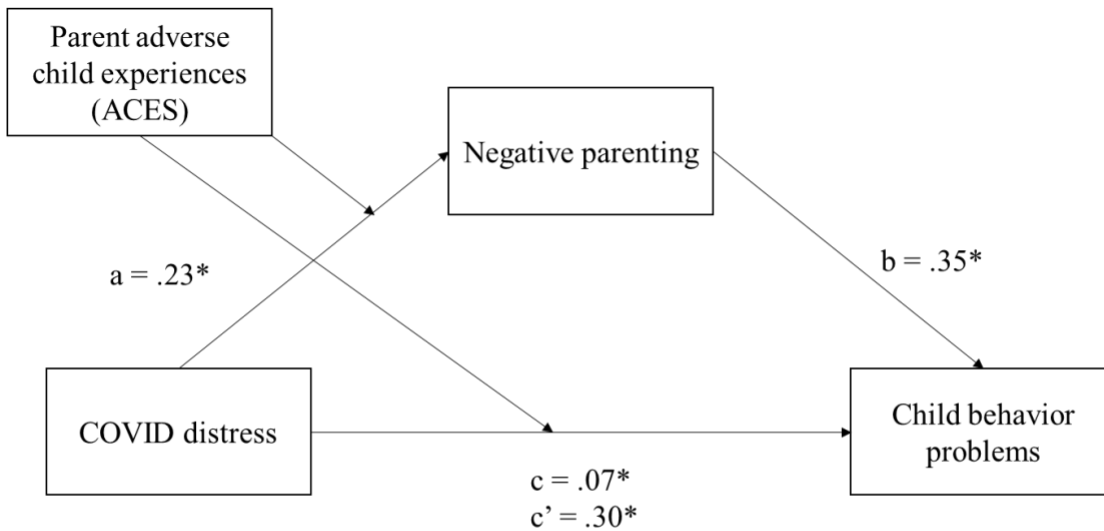 Parent adverse
child experiences
(ACES)
Negative parenting
a = .23*
b = .35*
COVID distress
Child behavior
problems
c = .07*
c’ = .30*